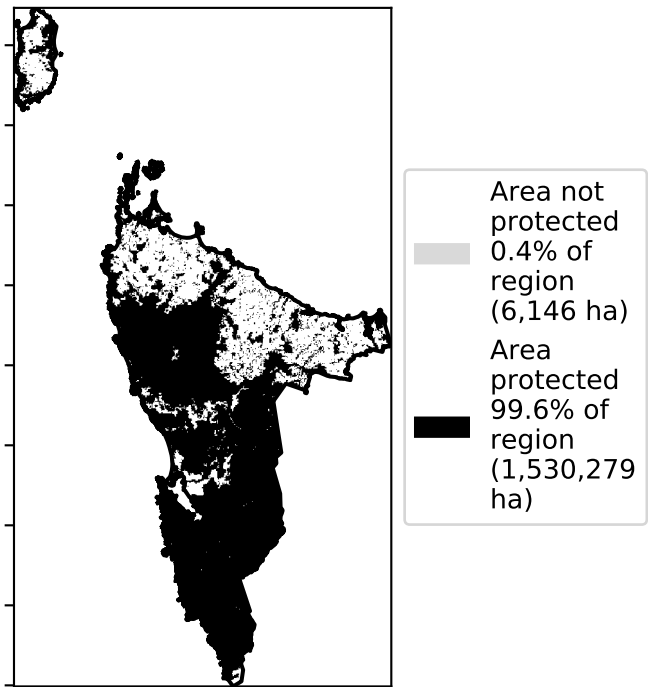 Area not
protected
0.4% of
region
(6,146 ha)
Area
protected
99.6% of
region
(1,530,279
ha)